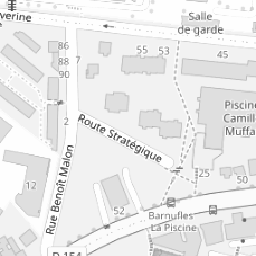 verine
Salle
de garde
86
88
90
7
55
53
45
2
Route Stratégique
Piscine
Camille
Muffa
Rue Benoît Malon
12
52
25
Barnufles
La Piscine
D 154